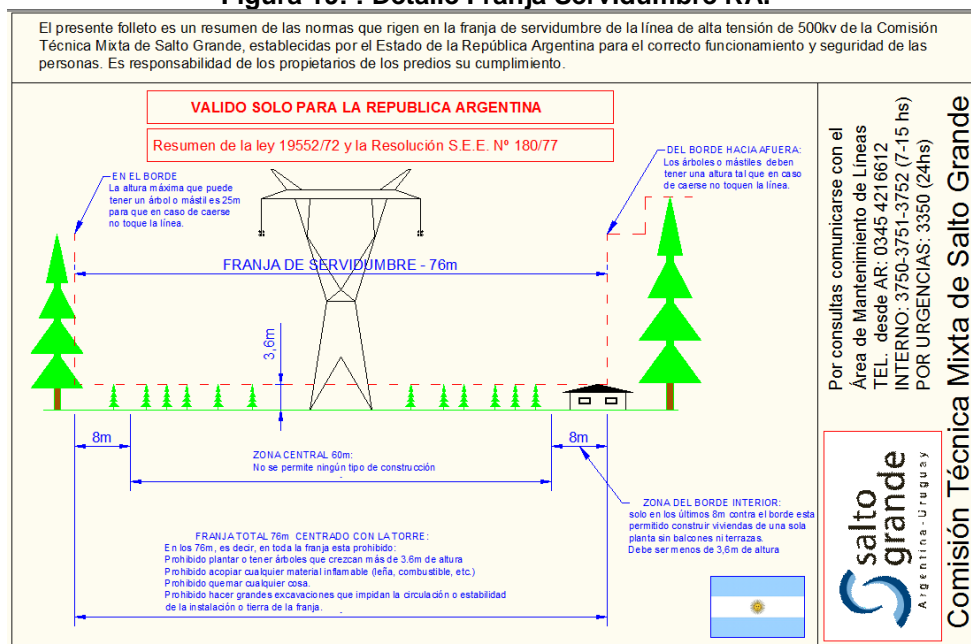 Figura 19. : Detalle Franja Servidumbre RA.
El presente folleto es un resumen de las normas que rigen en la franja de servidumbre de la línea de alta tensión de 500kv de la Comisión
Técnica Mixta de Salto Grande, establecidas por el Estado de la República Argentina para el correcto funcionamiento y seguridad de las
personas. Es responsabilidad de los propietarios de los predios su cumplimiento.
VALIDO SOLO PARA LA REPUBLICA ARGENTINA
Resumen de la ley 19552/72 y la Resolución S.E.E. Nº 180/77
EN EL BORDE
La altura máxima que puede
tener un árbol o mástil es 25m
para que en caso de caerse
no toque la línea.
DEL BORDE HACIA AFUERA:
Los árboles o mástiles deben
tener una altura tal que en caso
de caerse no toquen la línea.
FRANJA DE SERVIDUMBRE - 76m
3,6m
8m
8m
ZONA CENTRAL 60m:
No se permite ningún tipo de construcción
ZONA DEL BORDE INTERIOR:
solo en los últimos 8m contra el borde esta
permitido construir viviendas de una sola
planta sin balcones ni terrazas.
Debe ser menos de 3,6m de altura
FRANJA TOTAL 76m CENTRADO CON LA TORRE:
En los 76m, es decir, en toda la franja esta prohibido:
Prohibido plantar o tener árboles que crezcan más de 3.6m de altura
Prohibido acopiar cualquier material inflamable (leña, combustible, etc.)
Prohibido quemar cualquier cosa.
Prohibido hacer grandes excavaciones que impidan la circulación o estabilidad
de la instalación o tierra de la franja.
Por consultas comunicarse con el
Área de Mantenimiento de Líneas
TEL. desde AR: 0345 4216612
INTERNO: 3750-3751-3752 (7-15 hs)
POR URGENCIAS: 3350 (24hs)
salto
grande
Argentina - Uruguay
Comisión Técnica Mixta de Salto Grande